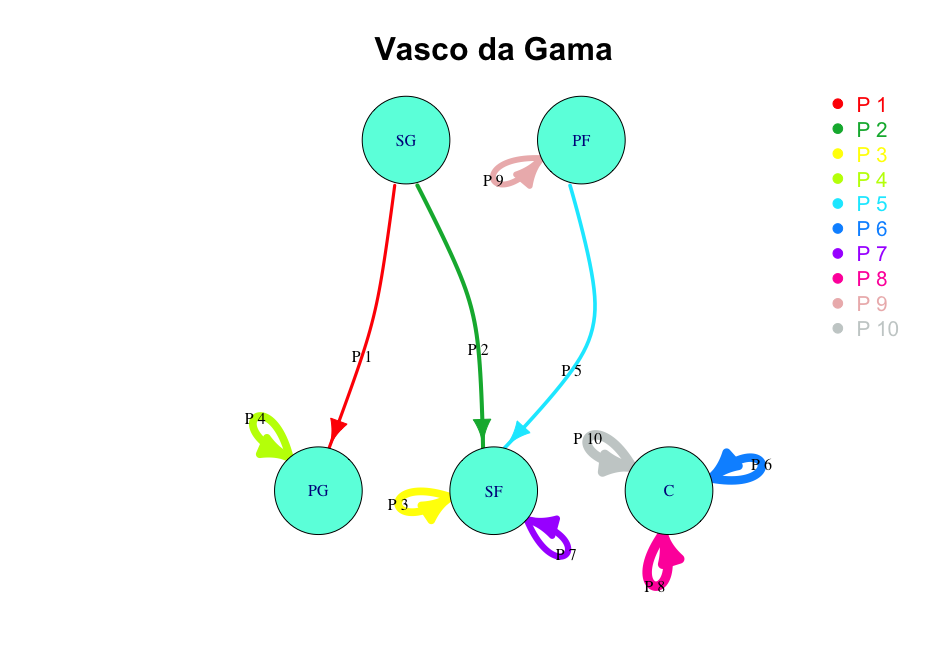 Vasco da Gama
SG
PF
P 9
P 1
P 2
P 5
P 4
PG
P 3
SF
P 7
P 10
C
P 6
P 8
P 1
P 2
P 3
P 4
P 5
P 6
P 7
P 8
P 9
P 10